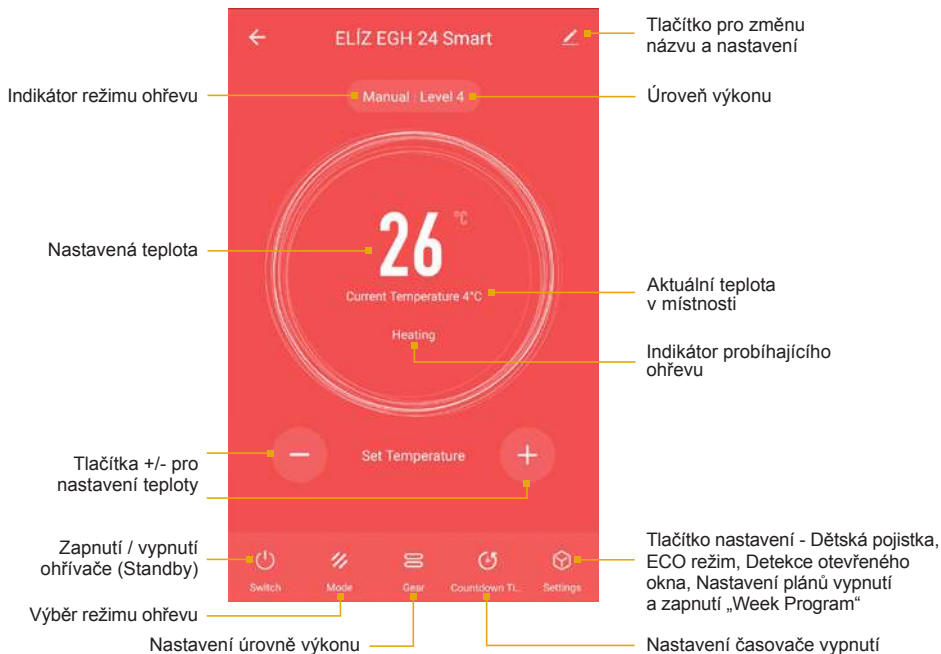 Tlačítko pro změnu
názvu a nastavení
ELÍZ EGH 24 Smart
Indikátor režimu ohřevu
Manual | Level 4
Úroveň výkonu
Nastavená teplota
26 °C
Current Temperature 4°C
Aktuální teplota
v místnosti
Heating
Indikátor probíhajícího
ohřevu
Tlačítka +/- pro
nastavení teploty
− Set Temperature +
Zapnutí / vypnutí
ohřívače (Standby)
Switch Mode Gear Countdown Ti... Settings
Tlačítko nastavení - Dětská pojistka,
ECO režim, Detekce otevřeného
okna, Nastavení plánů vypnutí
a zapnutí „Week Program“
Výběr režimu ohřevu
Nastavení úrovně výkonu
Nastavení časovače vypnutí